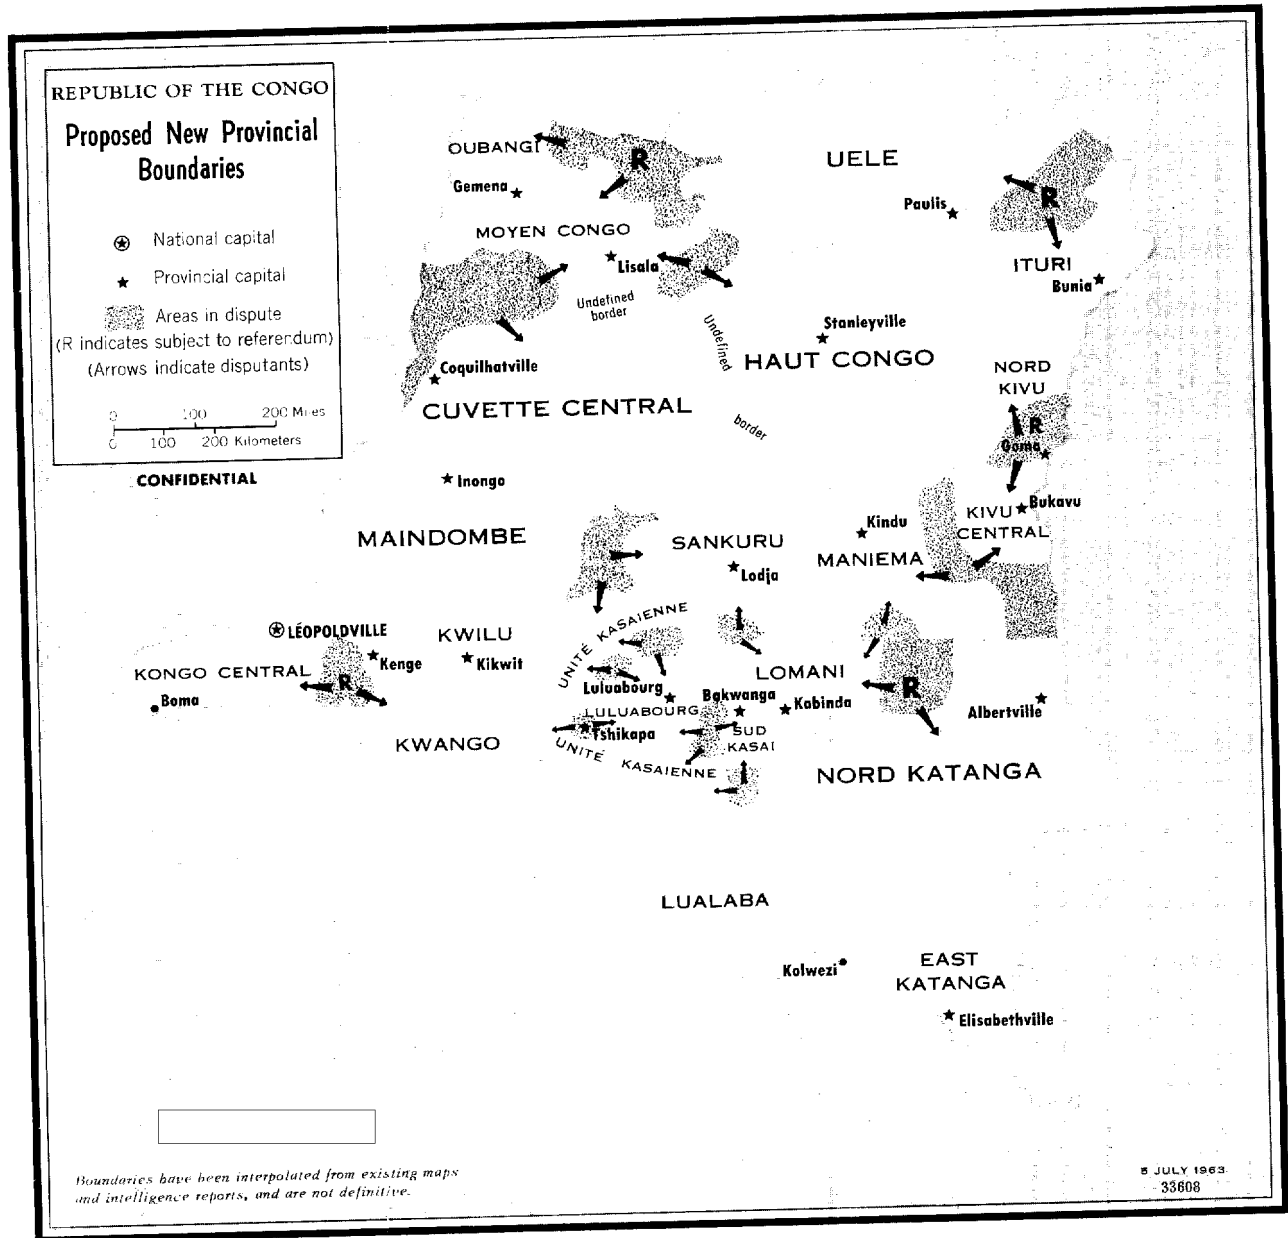 REPUBLIC OF THE CONGO
Proposed New Provincial
Boundaries
National capital
Provincial capital
Areas in dispute
(R indicates subject to referendum)
(Arrows indicate disputants)
0 100 200 Miles
0 100 200 Kilometers
CONFIDENTIAL
OUBANGI
R
UELE
Gemena
Paulis
R
MOYEN CONGO
Lisala
ITURI
Bunia
Undefined
border
Undefined
Stanleyville
HAUT CONGO
Coquilhatville
NORD
KIVU
CUVETTE CENTRAL
border
R
Goma
Inongo
Bukavu
KIVU
CENTRAL
Kindu
MAINDOMBE
SANKURU
MANIEMA
Lodja
UNITÉ KASAIENNE
LÉOPOLDVILLE
KWILU
Kenge
Kikwit
KONGO CENTRAL
R
LOMANI
Boma
Luluabourg
Bakwanga
Kabinda
R
Albertville
LULUABOURG
Tshikapa
SUD
KASAI
KWANGO
UNITÉ KASAIENNE
NORD KATANGA
LUALABA
Kolwezi
EAST
KATANGA
Elisabethville
Boundaries have been interpolated from existing maps
and intelligence reports, and are not definitive.
5 JULY 1963
33608